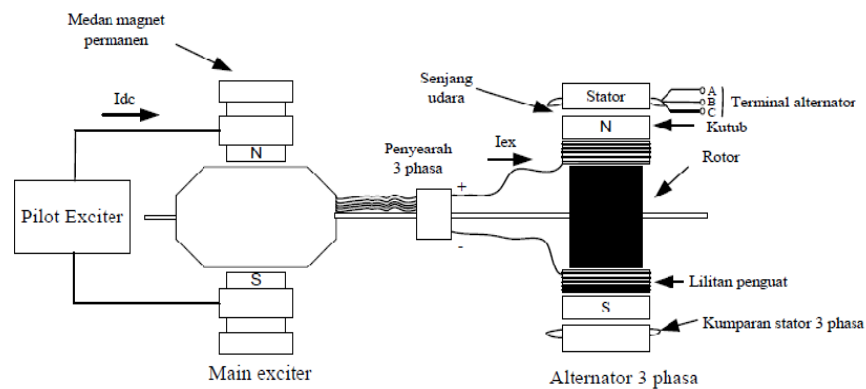 Medan magnet
permanen
Idc
N
Pilot Exciter
S
Main exciter
Penyearah
3 phasa
Iex
+
-
Senjang
udara
Stator
A
B
C
Terminal alternator
N
Kutub
Rotor
Lilitan penguat
S
Kumparan stator 3 phasa
Alternator 3 phasa